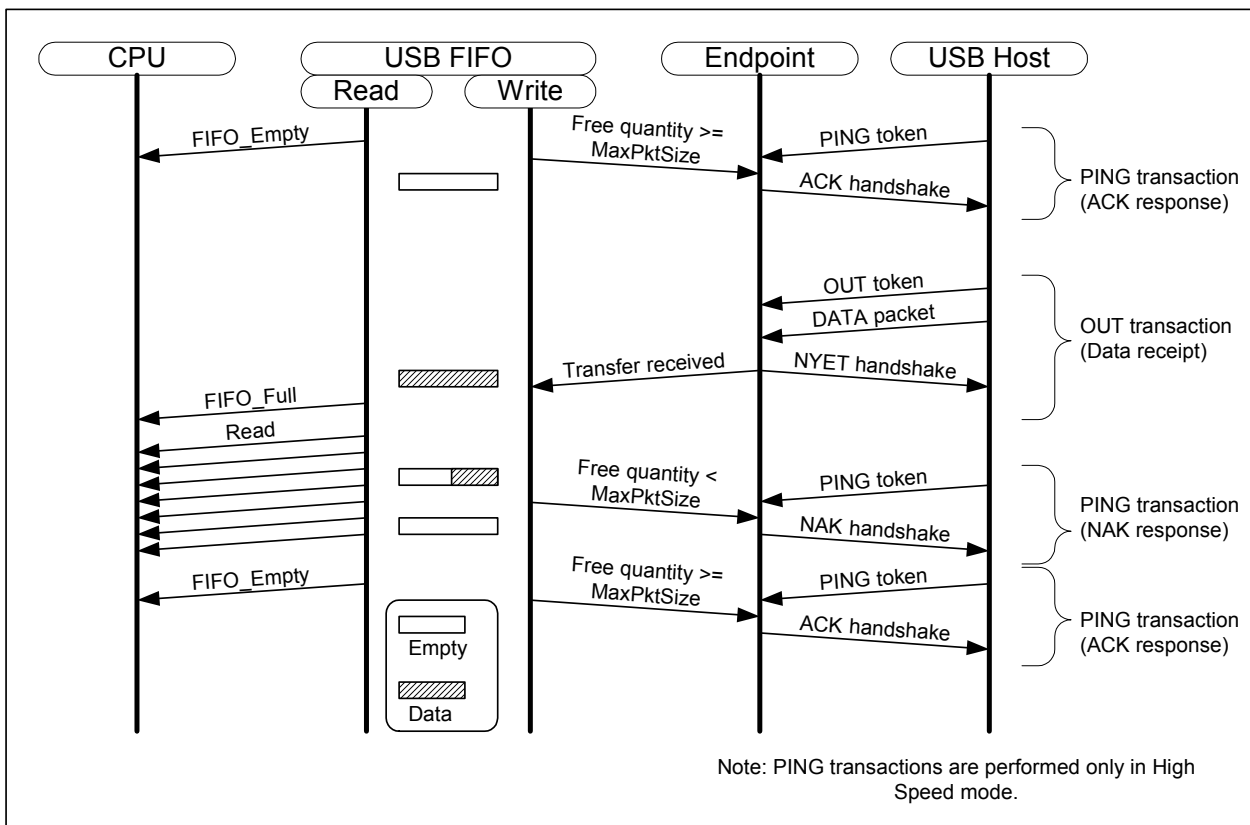 CPU
USB FIFO
Endpoint
USB Host
Read
Write
FIFO_Empty
Free quantity >=
MaxPktSize
PING token
ACK handshake
PING transaction
(ACK response)
OUT token
DATA packet
OUT transaction
(Data receipt)
Transfer received
NYET handshake
FIFO_Full
Read
Free quantity <
MaxPktSize
PING token
NAK handshake
PING transaction
(NAK response)
FIFO_Empty
Free quantity >=
MaxPktSize
PING token
ACK handshake
PING transaction
(ACK response)
Empty
Data
Note: PING transactions are performed only in High
Speed mode.